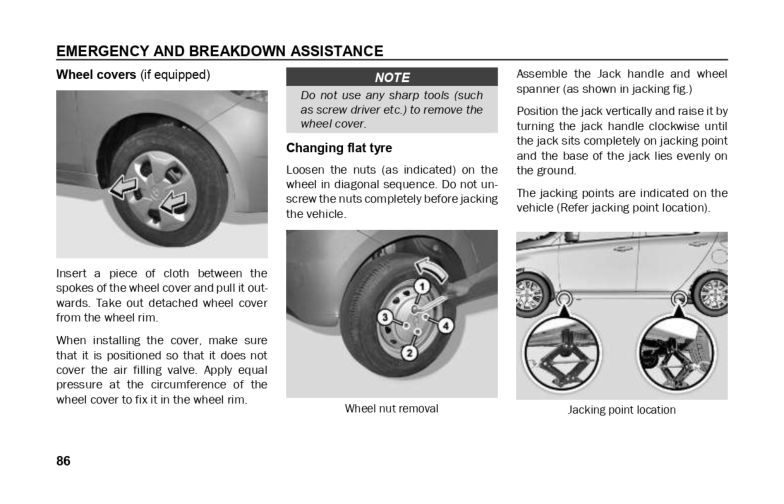 EMERGENCY AND BREAKDOWN ASSISTANCE
Wheel covers (if equipped)
Insert a piece of cloth between the
spokes of the wheel cover and pull it out-
wards. Take out detached wheel cover
from the wheel rim.
When installing the cover, make sure
that it is positioned so that it does not
cover the air filling valve. Apply equal
pressure at the circumference of the
wheel cover to fix it in the wheel rim.
NOTE
Do not use any sharp tools (such
as screw driver etc.) to remove the
wheel cover.
Changing flat tyre
Loosen the nuts (as indicated) on the
wheel in diagonal sequence. Do not un-
screw the nuts completely before jacking
the vehicle.
1
3
4
2
Wheel nut removal
Assemble the Jack handle and wheel
spanner (as shown in jacking fig.)
Position the jack vertically and raise it by
turning the jack handle clockwise until
the jack sits completely on jacking point
and the base of the jack lies evenly on
the ground.
The jacking points are indicated on the
vehicle (Refer jacking point location).
Jacking point location
86